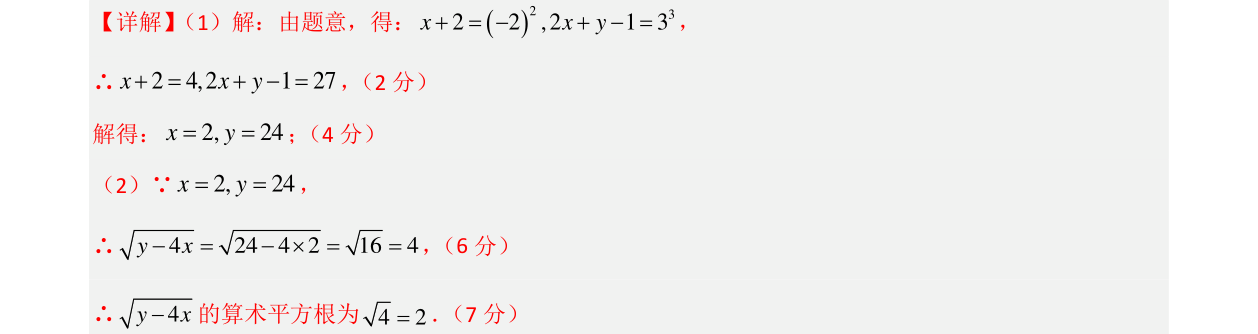 【详解】(1)解:由题意,得:x+2=(−2)²,2x+y−1=3³,
∴x+2=4,2x+y−1=27,(2分)
解得:x=2,y=24;(4分)
(2)∵x=2,y=24,
∴√(y−4x)=√(24−4×2)=√16=4,(6分)
∴√(y−4x)的算术平方根为√4=2.(7分)